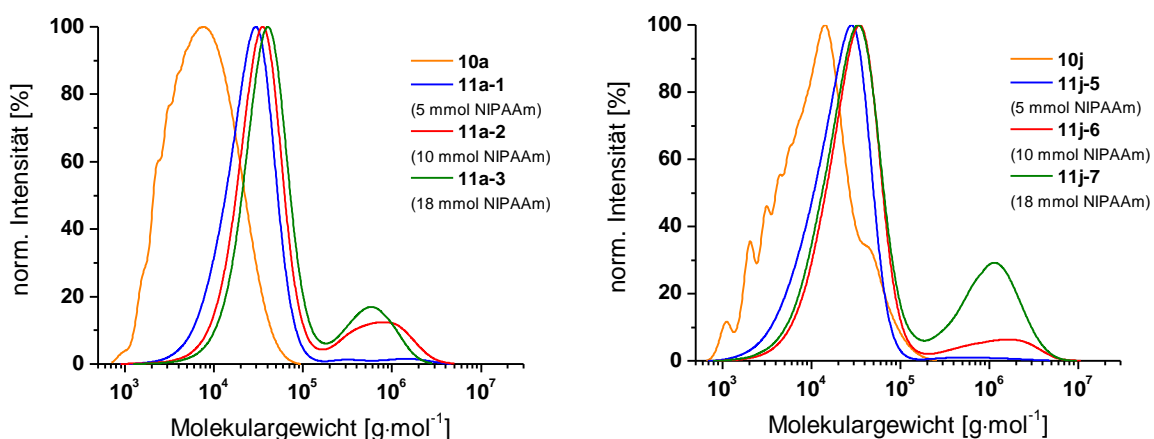 norm. Intensität [%]
100
80
60
40
20
0
10a
11a-1
(5 mmol NIPAAm)
11a-2
(10 mmol NIPAAm)
11a-3
(18 mmol NIPAAm)
10³ 10⁴ 10⁵ 10⁶ 10⁷
Molekulargewicht [g·mol⁻¹]
norm. Intensität [%]
100
80
60
40
20
0
10j
11j-5
(5 mmol NIPAAm)
11j-6
(10 mmol NIPAAm)
11j-7
(18 mmol NIPAAm)
10³ 10⁴ 10⁵ 10⁶ 10⁷
Molekulargewicht [g·mol⁻¹]